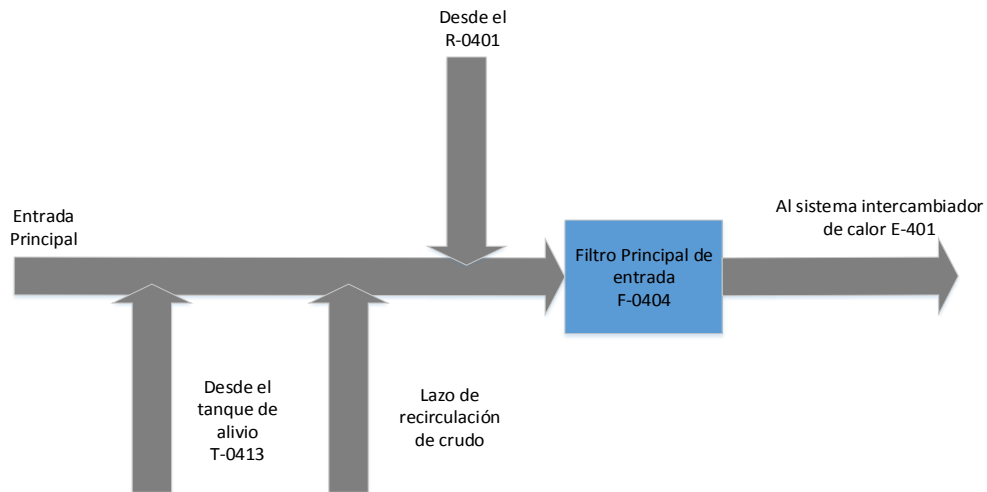 Desde el
R-0401
Entrada
Principal
Al sistema intercambiador
de calor E-401
Filtro Principal de
entrada
F-0404
Desde el
tanque de
alivio
T-0413
Lazo de
recirculación
de crudo